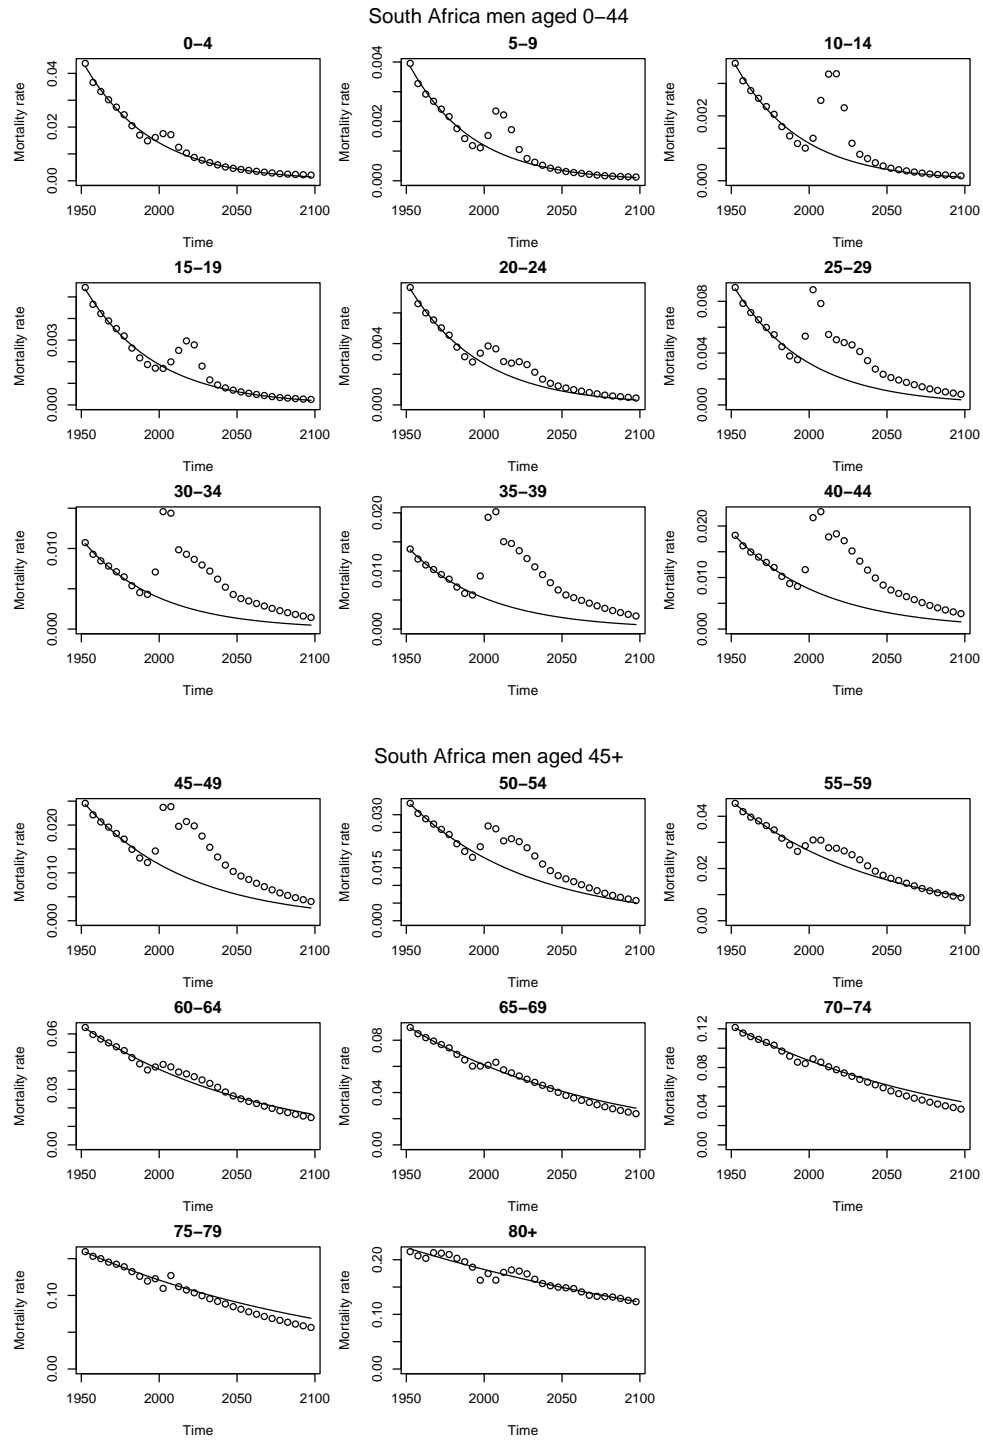 South Africa men aged 0−44
0−4 5−9 10−14
Mortality rate Mortality rate Mortality rate
0.00 0.02 0.04
0.000 0.001 0.002 0.003 0.004
0.000 0.002
1950 2000 2050 2100 1950 2000 2050 2100 1950 2000 2050 2100
Time Time Time
15−19 20−24 25−29
Mortality rate Mortality rate Mortality rate
0.000 0.003
0.000 0.004
0.000 0.004 0.008
1950 2000 2050 2100 1950 2000 2050 2100 1950 2000 2050 2100
Time Time Time
30−34 35−39 40−44
Mortality rate Mortality rate Mortality rate
0.000 0.010
0.000 0.010 0.020
0.000 0.010 0.020
1950 2000 2050 2100 1950 2000 2050 2100 1950 2000 2050 2100
Time Time Time
South Africa men aged 45+
45−49 50−54 55−59
Mortality rate Mortality rate Mortality rate
0.000 0.010 0.020
0.000 0.015 0.030
0.00 0.02 0.04
1950 2000 2050 2100 1950 2000 2050 2100 1950 2000 2050 2100
Time Time Time
60−64 65−69 70−74
Mortality rate Mortality rate Mortality rate
0.00 0.03 0.06
0.00 0.04 0.08
0.00 0.04 0.08 0.12
1950 2000 2050 2100 1950 2000 2050 2100 1950 2000 2050 2100
Time Time Time
75−79 80+
Mortality rate Mortality rate
0.00 0.10
0.00 0.10 0.20
1950 2000 2050 2100 1950 2000 2050 2100
Time Time